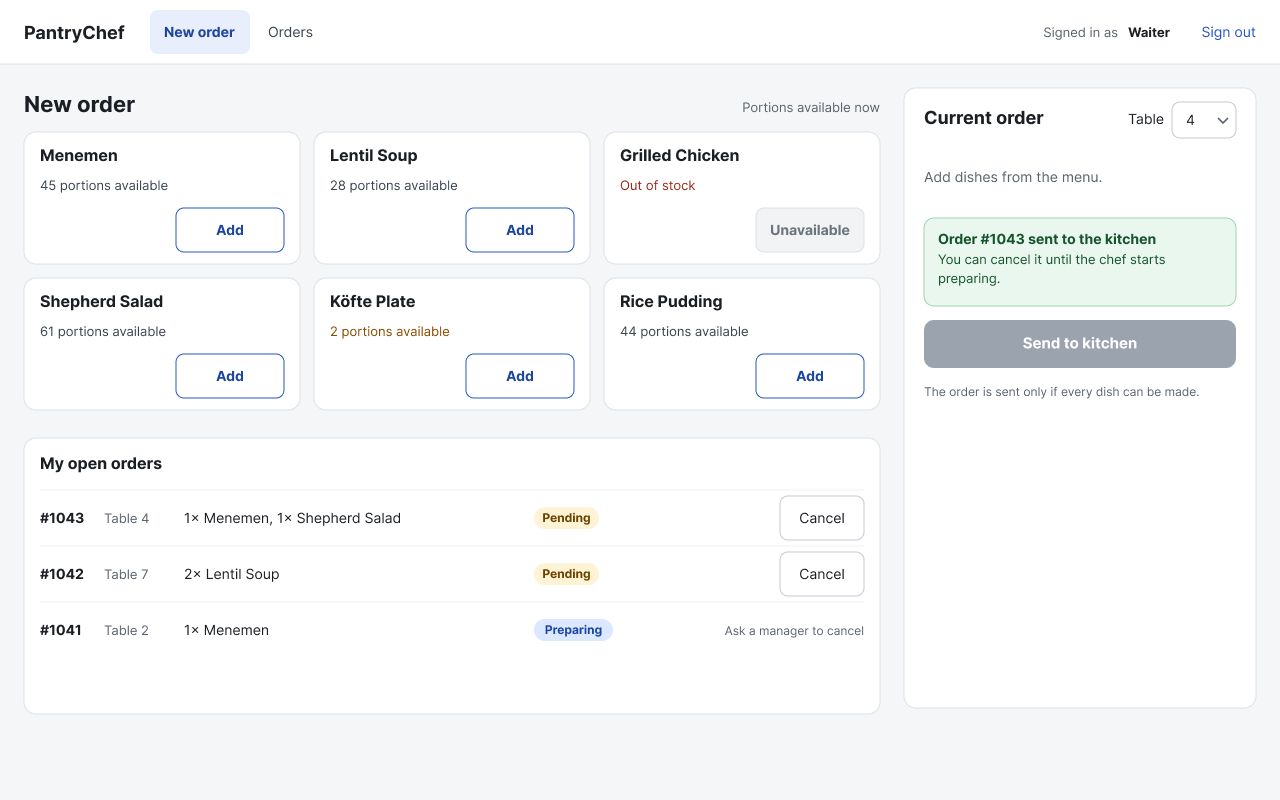 PantryChef
New order
Orders
Signed in as Waiter
Sign out
New order
Portions available now
Menemen
45 portions available
Add
Lentil Soup
28 portions available
Add
Grilled Chicken
Out of stock
Unavailable
Shepherd Salad
61 portions available
Add
Köfte Plate
2 portions available
Add
Rice Pudding
44 portions available
Add
My open orders
#1043 Table 4 1× Menemen, 1× Shepherd Salad Pending Cancel
#1042 Table 7 2× Lentil Soup Pending Cancel
#1041 Table 2 1× Menemen Preparing Ask a manager to cancel
Current order
Table 4
Add dishes from the menu.
Order #1043 sent to the kitchen
You can cancel it until the chef starts
preparing.
Send to kitchen
The order is sent only if every dish can be made.